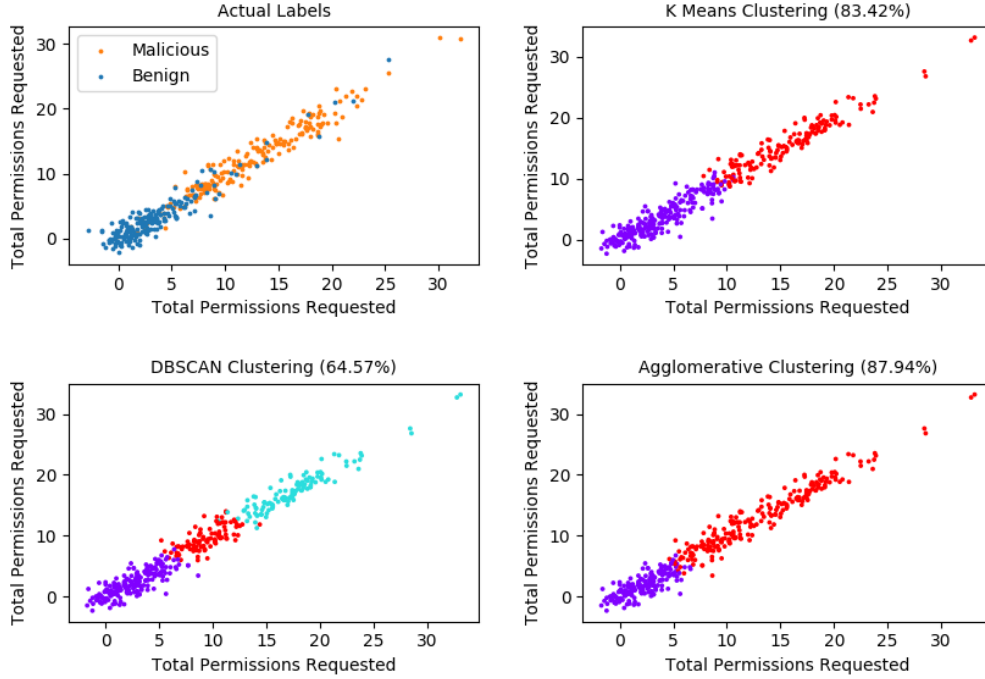 Actual Labels
Total Permissions Requested
30
20
10
0
Malicious
Benign
0 5 10 15 20 25 30
Total Permissions Requested
K Means Clustering (83.42%)
Total Permissions Requested
30
20
10
0
0 5 10 15 20 25 30
Total Permissions Requested
DBSCAN Clustering (64.57%)
Total Permissions Requested
30
20
10
0
0 5 10 15 20 25 30
Total Permissions Requested
Agglomerative Clustering (87.94%)
Total Permissions Requested
30
20
10
0
0 5 10 15 20 25 30
Total Permissions Requested